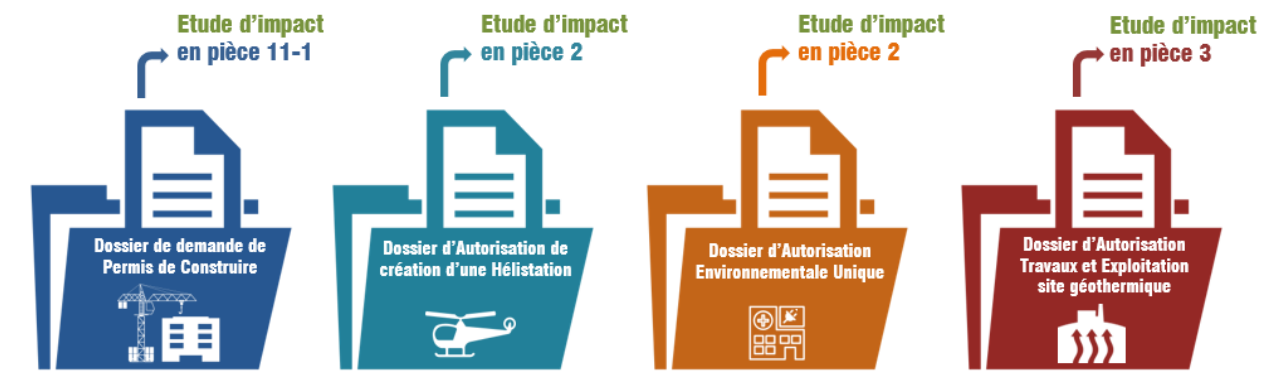 Etude d'impact
en pièce 11-1
Dossier de demande de
Permis de Construire
Etude d'impact
en pièce 2
Dossier d'Autorisation de
création d'une Hélistation
Etude d'impact
en pièce 2
Dossier d'Autorisation
Environnementale Unique
Etude d'impact
en pièce 3
Dossier d'Autorisation
Travaux et Exploitation
site géothermique